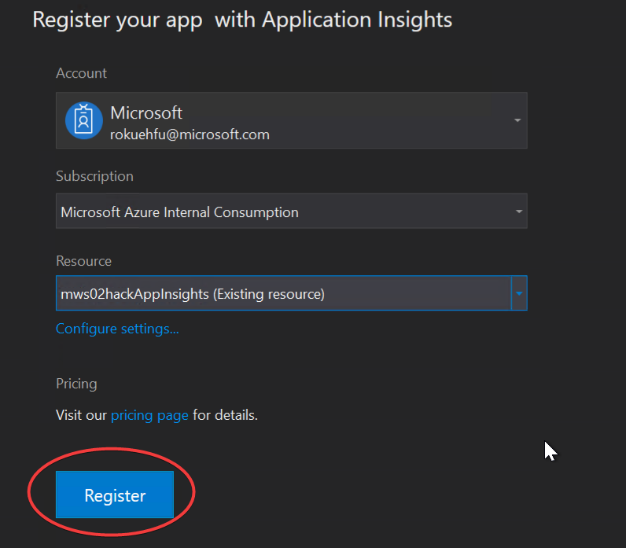 Register your app  with Application Insights
Account
Microsoft
rokuehfu@microsoft.com
Subscription
Microsoft Azure Internal Consumption
Resource
mws02hackAppInsights (Existing resource)
Configure settings...
Pricing
Visit our pricing page for details.
Register